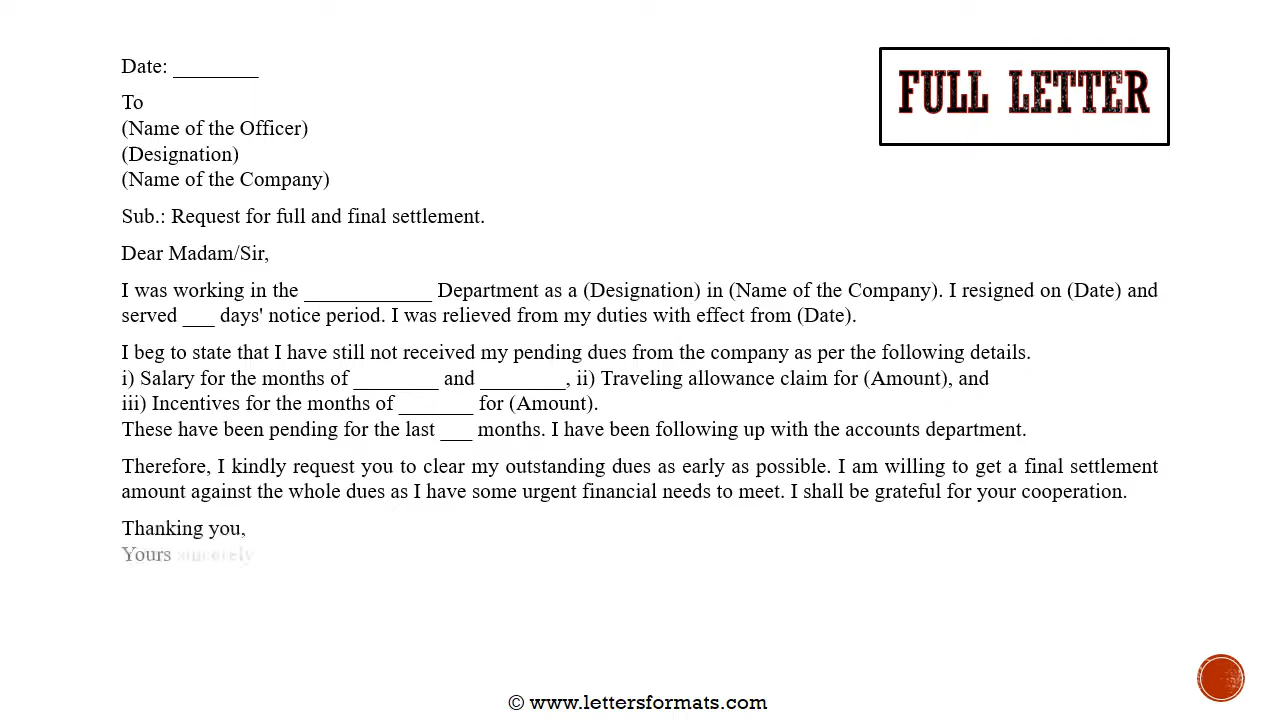 Date: ________
FULL LETTER
To
(Name of the Officer)
(Designation)
(Name of the Company)
Sub.: Request for full and final settlement.
Dear Madam/Sir,
I was working in the ____________ Department as a (Designation) in (Name of the Company). I resigned on (Date) and
served ___ days' notice period. I was relieved from my duties with effect from (Date).
I beg to state that I have still not received my pending dues from the company as per the following details.
i) Salary for the months of ________ and ________, ii) Traveling allowance claim for (Amount), and
iii) Incentives for the months of _______ for (Amount).
These have been pending for the last ___ months. I have been following up with the accounts department.
Therefore, I kindly request you to clear my outstanding dues as early as possible. I am willing to get a final settlement
amount against the whole dues as I have some urgent financial needs to meet. I shall be grateful for your cooperation.
Thanking you,
Yours sincerely
© www.lettersformats.com